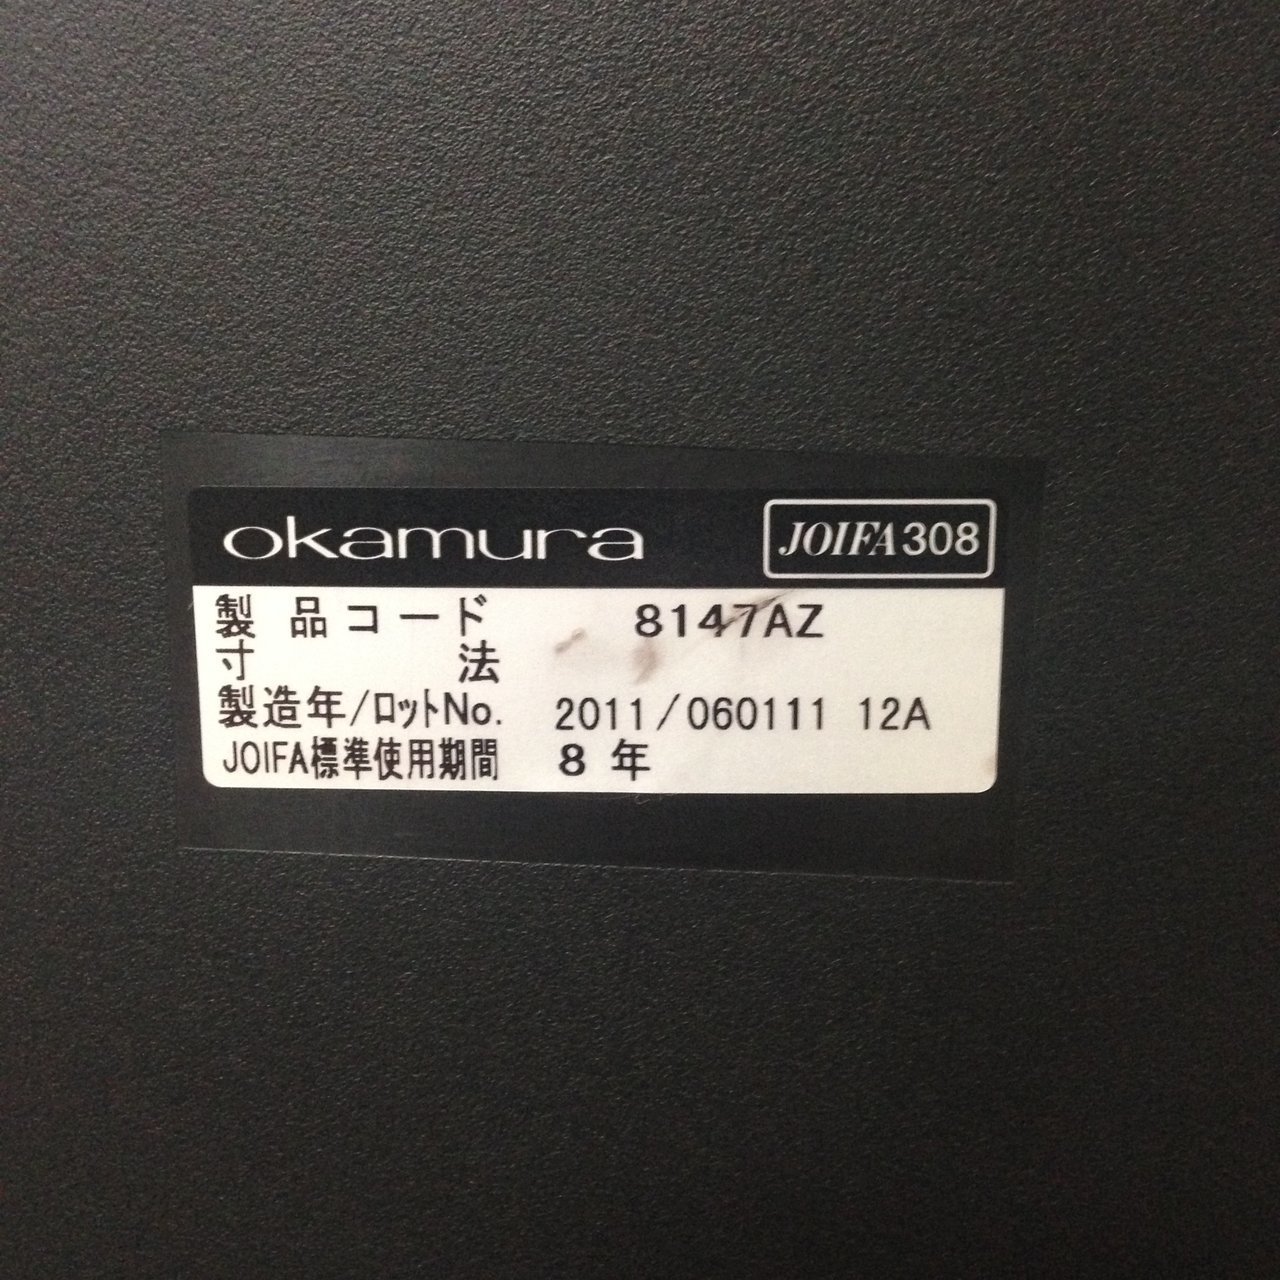 okamura JOIFA308
製品コード 8147AZ
寸法
製造年/ロットNo. 2011/060111 12A
JOIFA標準使用期間 8年